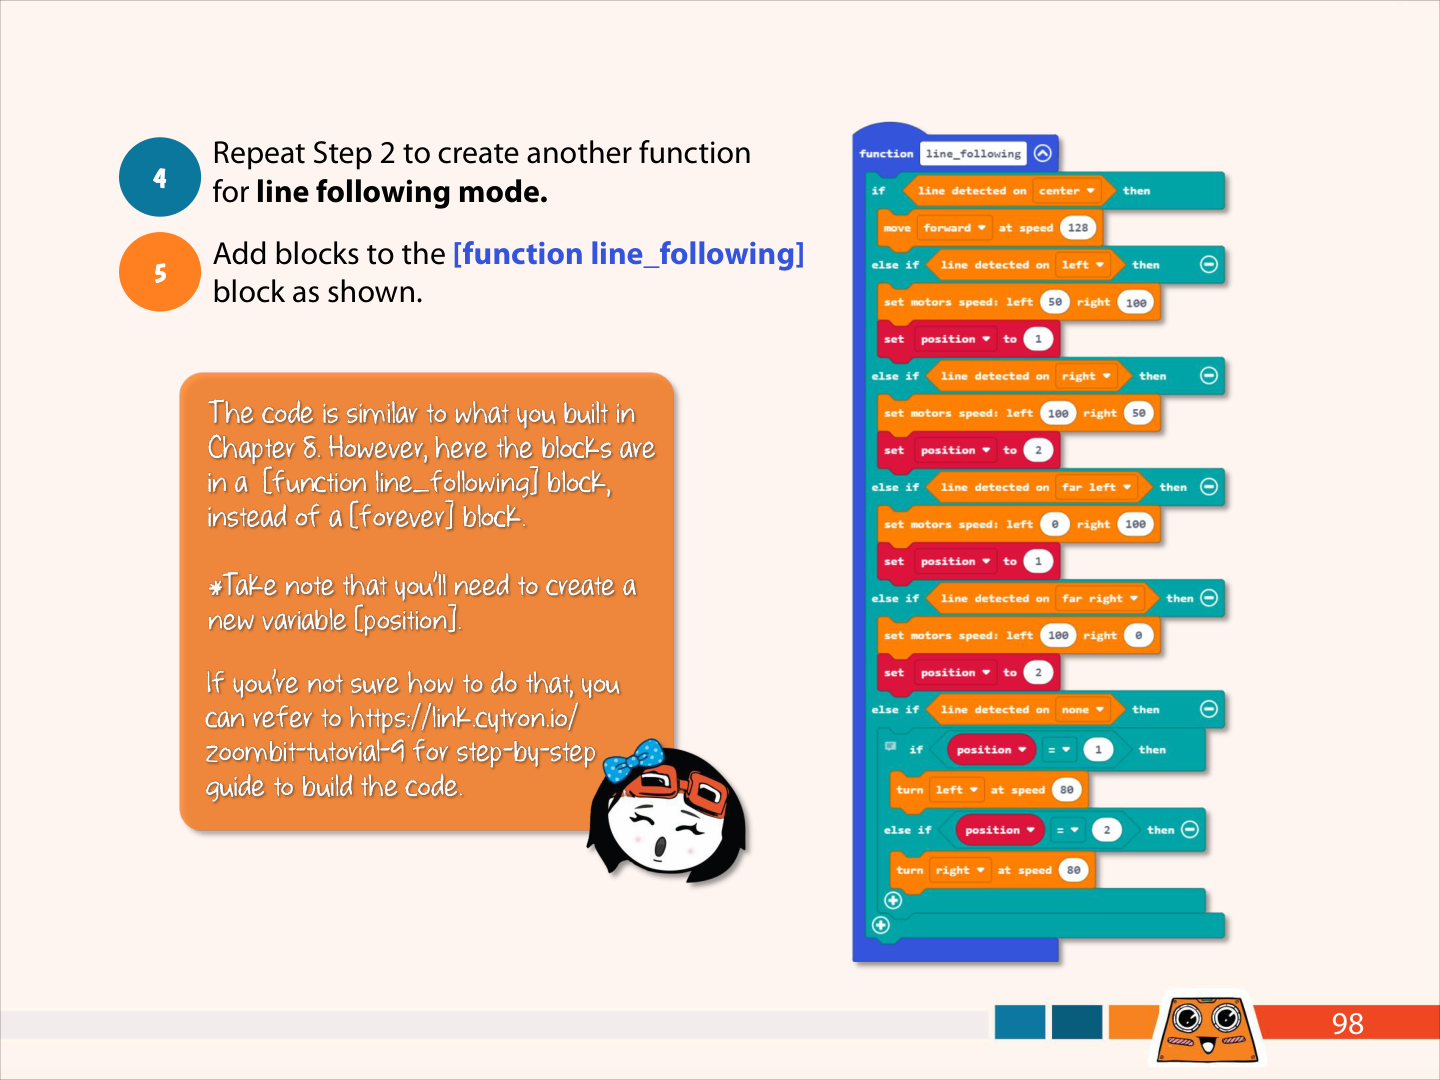 4
Repeat Step 2 to create another function
for line following mode.
5
Add blocks to the [function line_following]
block as shown.
The code is similar to what you built in
Chapter 8. However, here the blocks are
in a [function line_following] block,
instead of a [forever] block.
*Take note that you'll need to create a
new variable [position].
If you're not sure how to do that, you
can refer to https://link.cytron.io/
zoombit-tutorial-9 for step-by-step
guide to build the code.
function line_following
if line detected on center then
move forward at speed 128
else if line detected on left then
set motors speed: left 50 right 100
set position to 1
else if line detected on right then
set motors speed: left 100 right 50
set position to 2
else if line detected on far left then
set motors speed: left 0 right 100
set position to 1
else if line detected on far right then
set motors speed: left 100 right 0
set position to 2
else if line detected on none then
if position = 1 then
turn left at speed 80
else if position = 2 then
turn right at speed 80
98